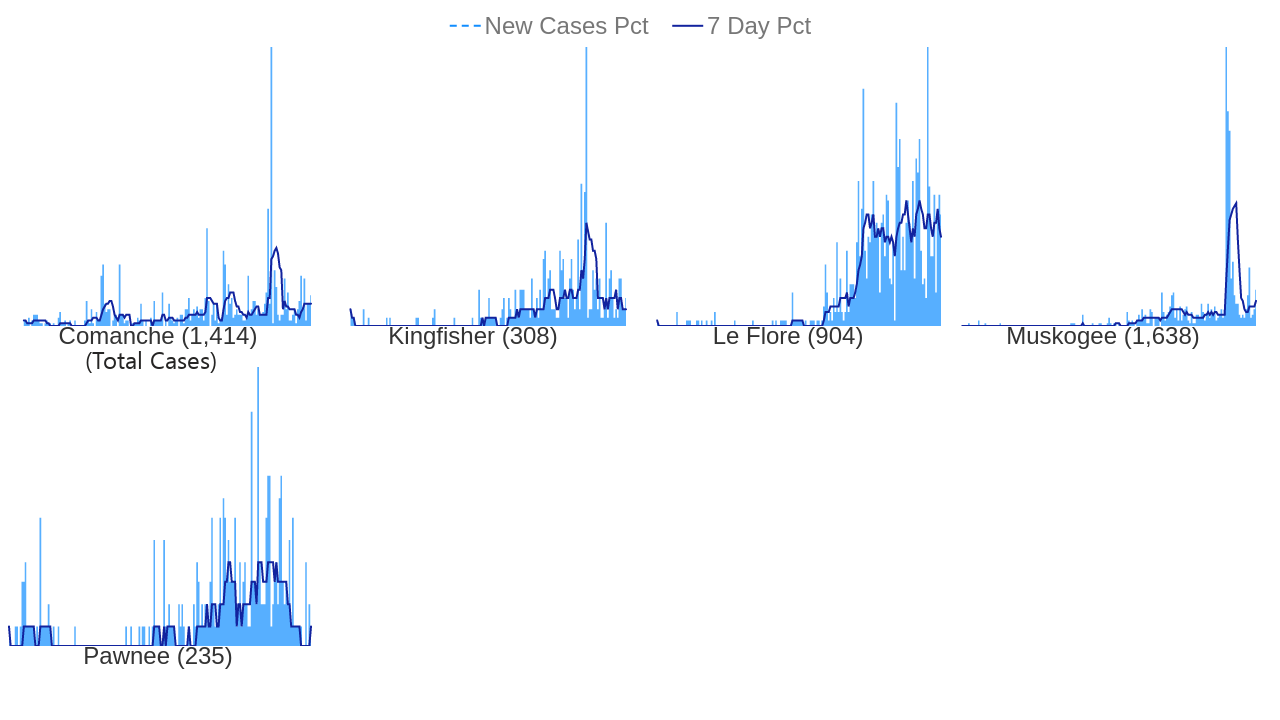 New Cases Pct 7 Day Pct
Comanche (1,414)
(Total Cases)
Kingfisher (308)
Le Flore (904)
Muskogee (1,638)
Pawnee (235)